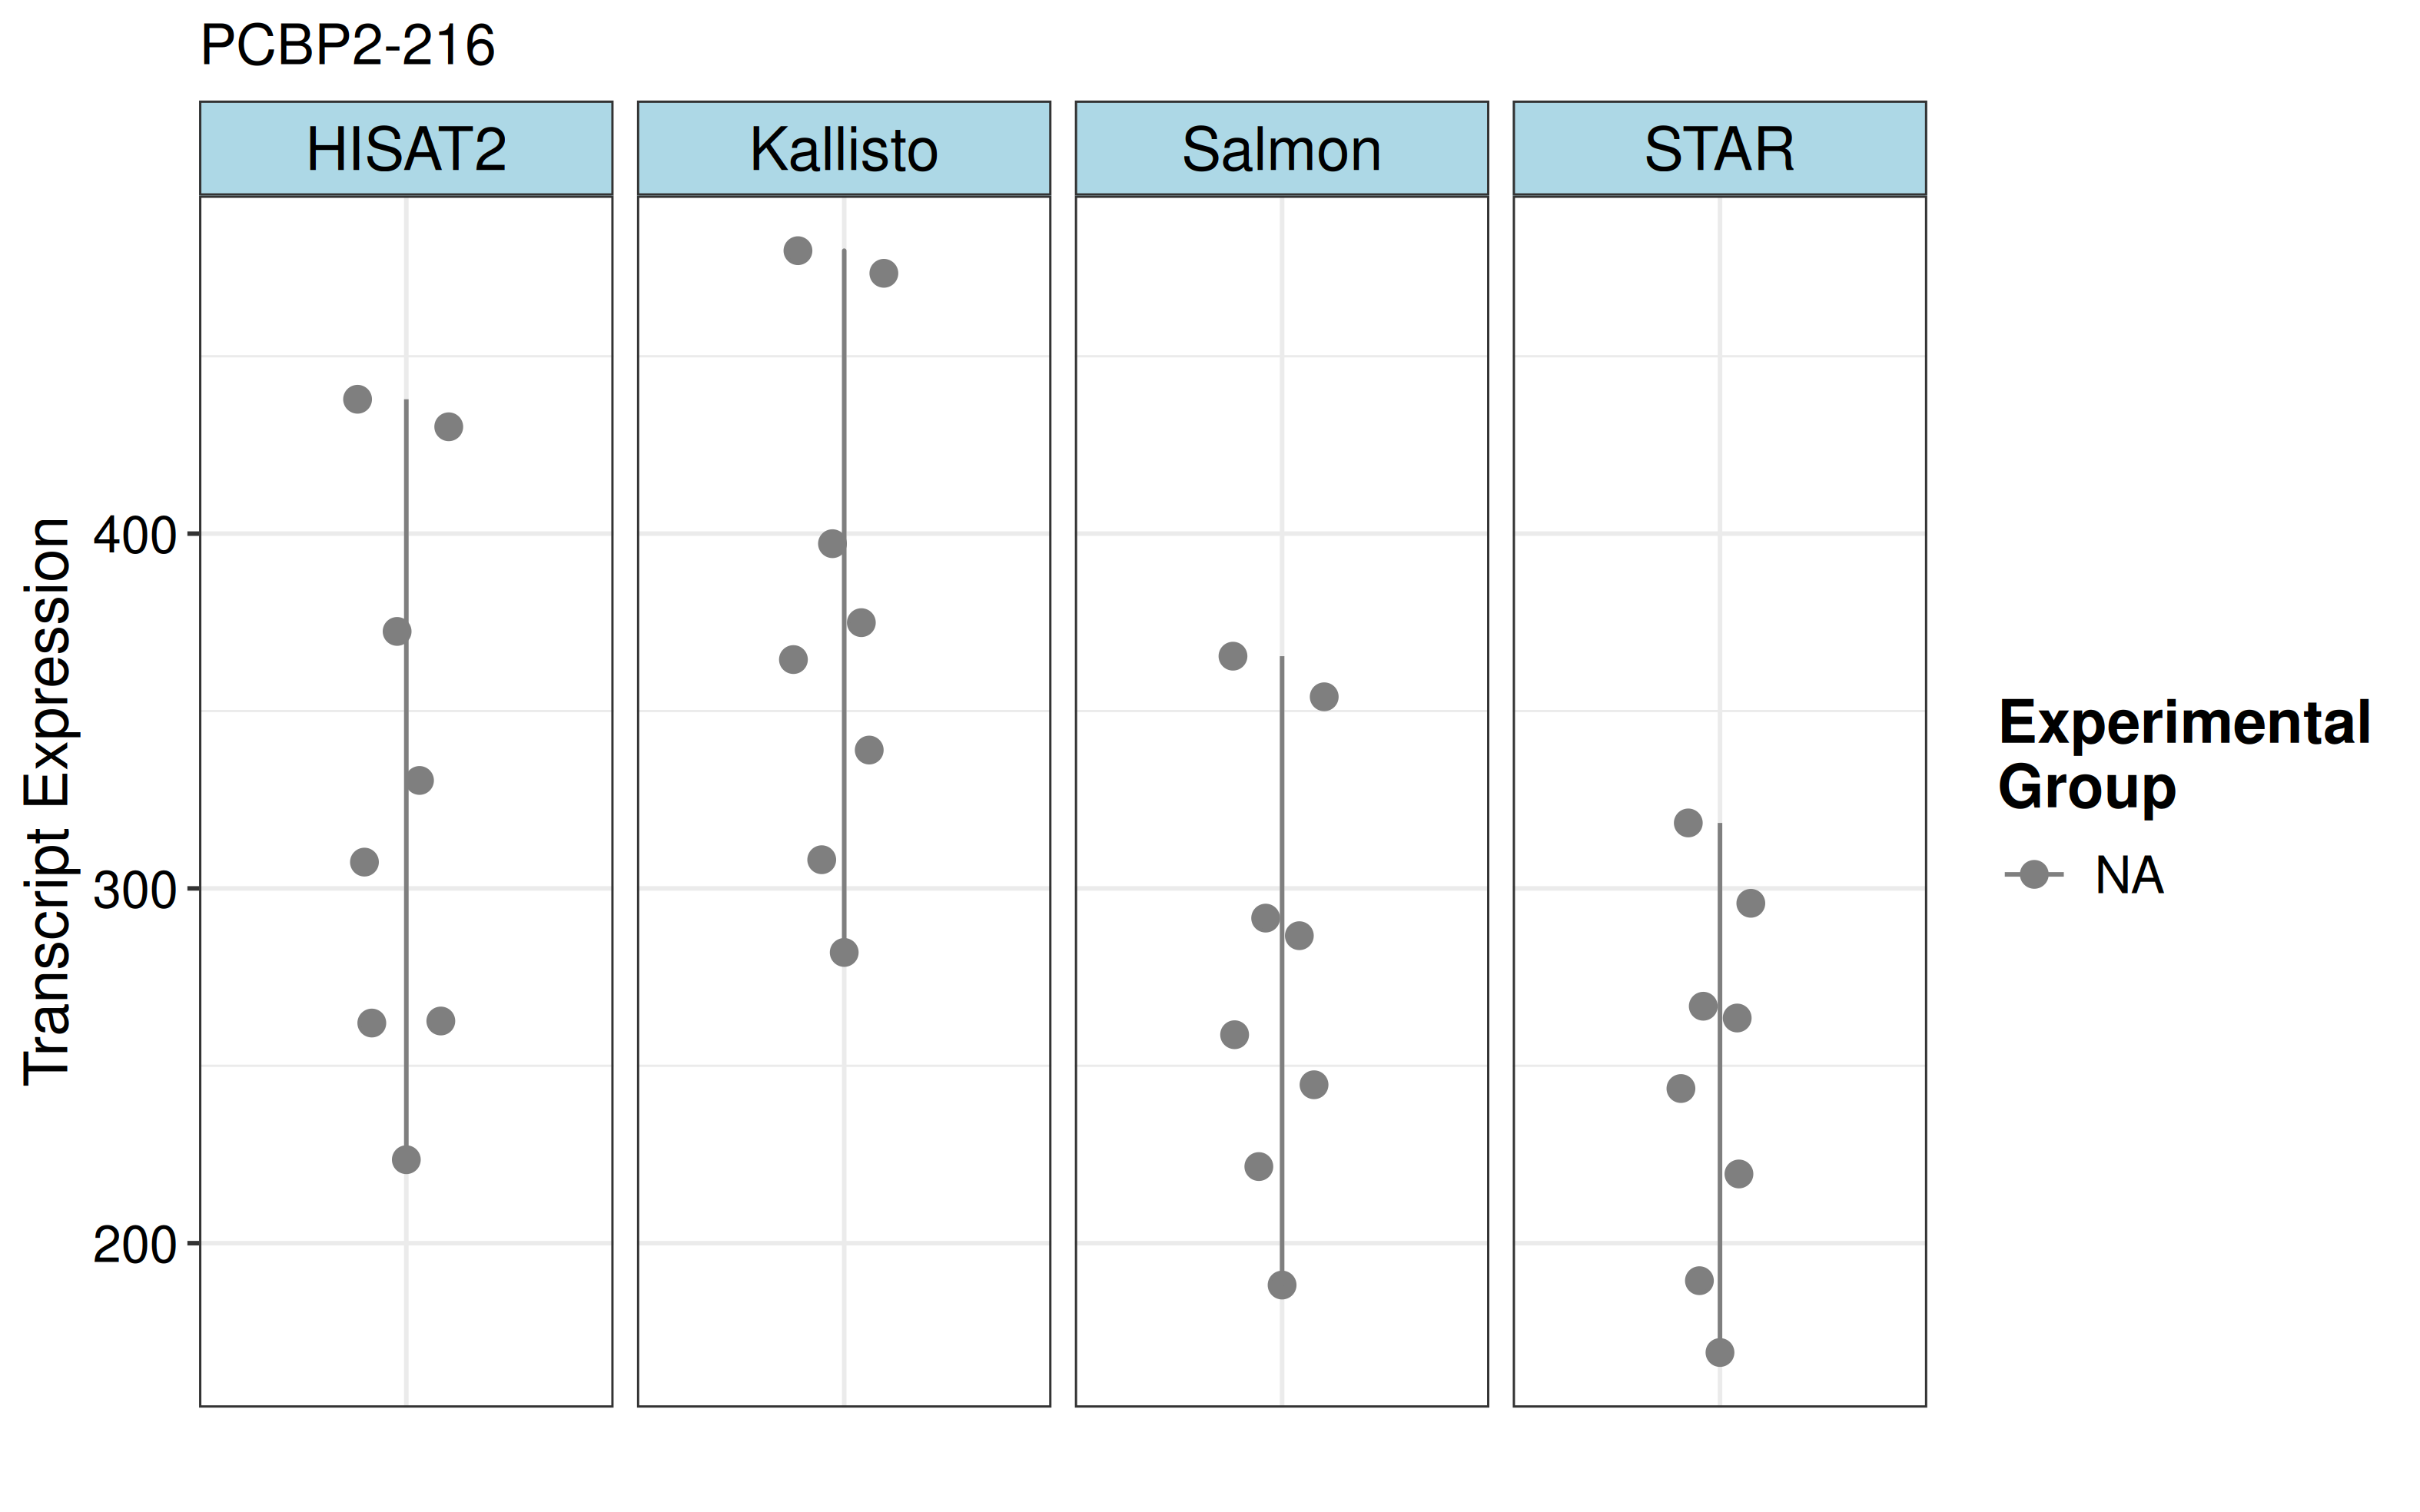 PCBP2-216
HISAT2 Kallisto Salmon STAR
Transcript Expression
400
300
200
Experimental
Group
NA